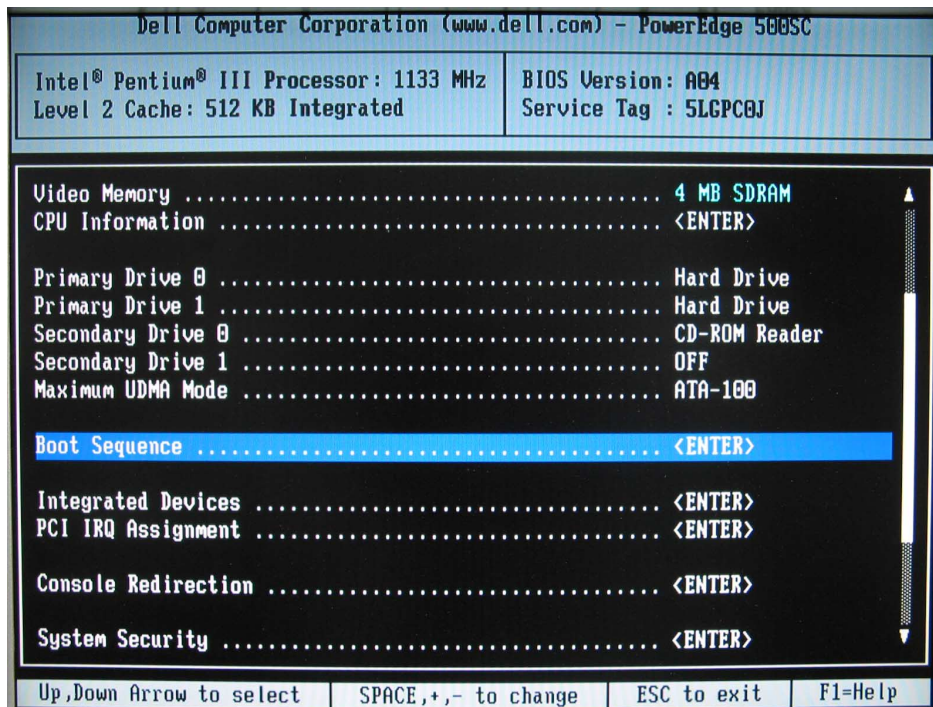 Dell Computer Corporation (www.dell.com) - PowerEdge 500SC
Intel® Pentium® III Processor: 1133 MHz
Level 2 Cache: 512 KB Integrated
BIOS Version: A04
Service Tag : 5LGPC0J
Video Memory ......................................... 4 MB SDRAM
CPU Information ...................................... <ENTER>
Primary Drive 0 ...................................... Hard Drive
Primary Drive 1 ...................................... Hard Drive
Secondary Drive 0 .................................... CD-ROM Reader
Secondary Drive 1 .................................... OFF
Maximum UDMA Mode .................................... ATA-100
Boot Sequence ........................................ <ENTER>
Integrated Devices ................................... <ENTER>
PCI IRQ Assignment ................................... <ENTER>
Console Redirection .................................. <ENTER>
System Security ...................................... <ENTER>
Up,Down Arrow to select
SPACE,+,- to change
ESC to exit
F1=Help